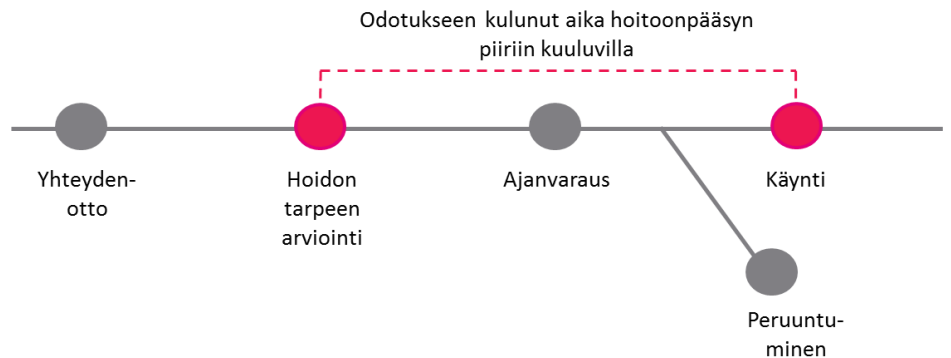 Odotukseen kulunut aika hoitoonpääsyn
piiriin kuuluvilla
Yhteyden-
otto
Hoidon
tarpeen
arviointi
Ajanvaraus
Käynti
Peruuntu-
minen